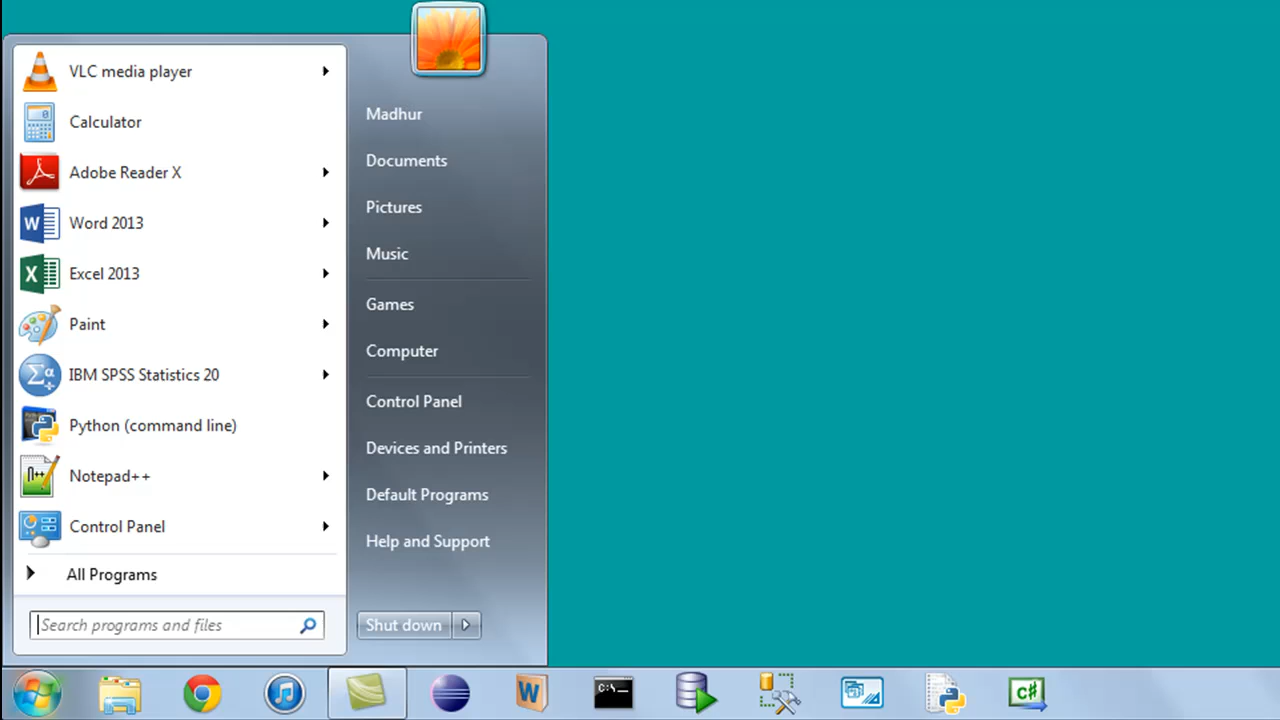 VLC media player
Calculator
Adobe Reader X
Word 2013
Excel 2013
Paint
IBM SPSS Statistics 20
Python (command line)
Notepad++
Control Panel
All Programs
Search programs and files
Madhur
Documents
Pictures
Music
Games
Computer
Control Panel
Devices and Printers
Default Programs
Help and Support
Shut down
W
X
Σα
n++
C:\_
W
C#